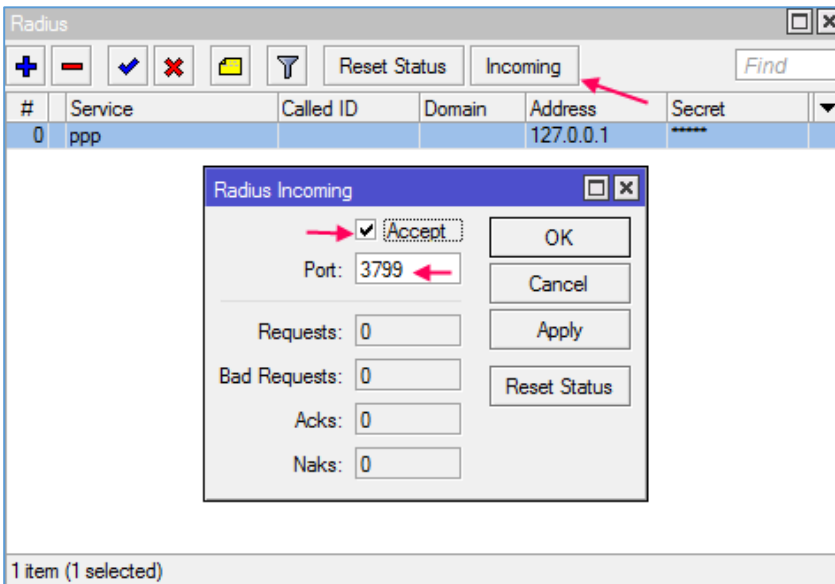 Radius
Reset Status Incoming Find
# Service Called ID Domain Address Secret
0 ppp 127.0.0.1 *****
Radius Incoming
Accept OK
Port: 3799 Cancel
Requests: 0 Apply
Bad Requests: 0 Reset Status
Acks: 0
Naks: 0
1 item (1 selected)